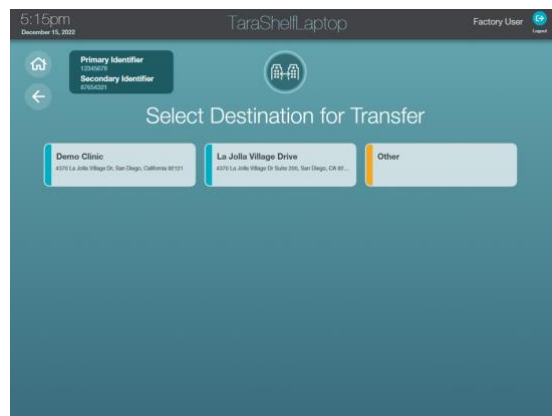 5:15pm
TaraShelfLaptop
Factory User
December 15, 2022
Logout
Primary Identifier
12345678
Secondary Identifier
87654321
Select Destination for Transfer
Demo Clinic
4370 La Jolla Village Dr, San Diego, California 92121
La Jolla Village Drive
4370 La Jolla Village Dr Suite 200, San Diego, CA 92...
Other